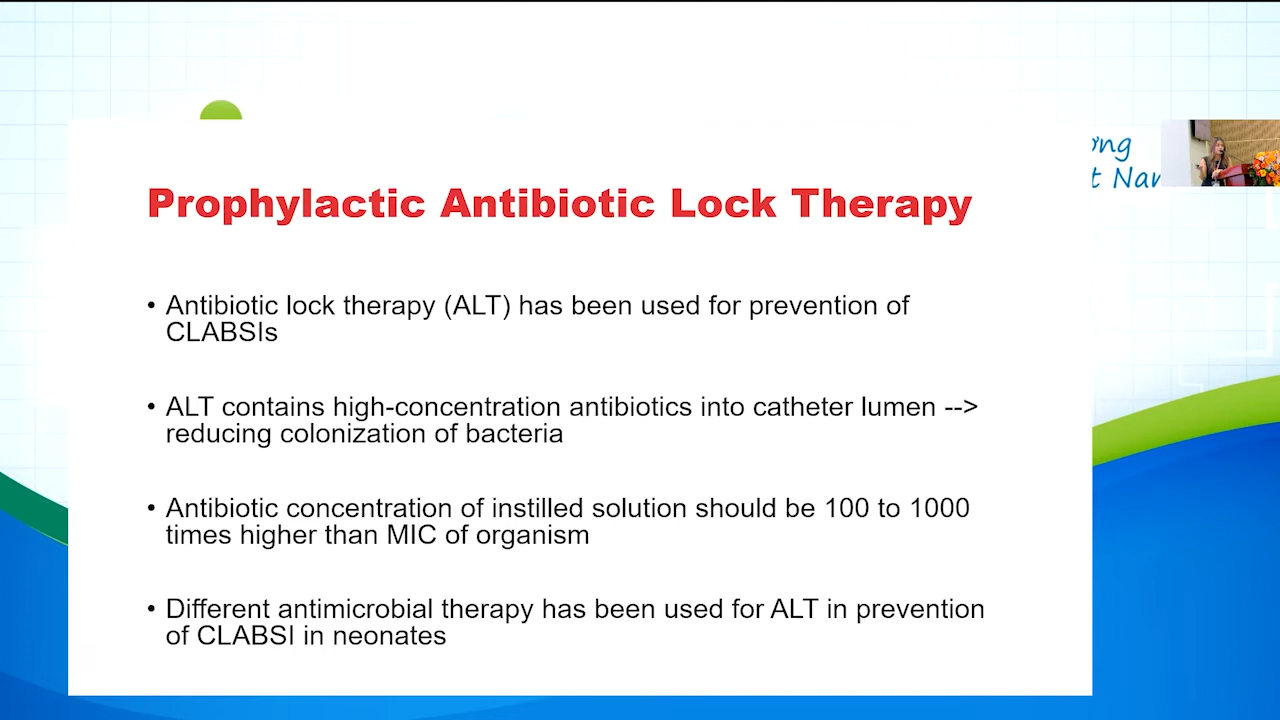 ơng
t Nam
Prophylactic Antibiotic Lock Therapy
• Antibiotic lock therapy (ALT) has been used for prevention of
CLABSIs
• ALT contains high-concentration antibiotics into catheter lumen -->
reducing colonization of bacteria
• Antibiotic concentration of instilled solution should be 100 to 1000
times higher than MIC of organism
• Different antimicrobial therapy has been used for ALT in prevention
of CLABSI in neonates